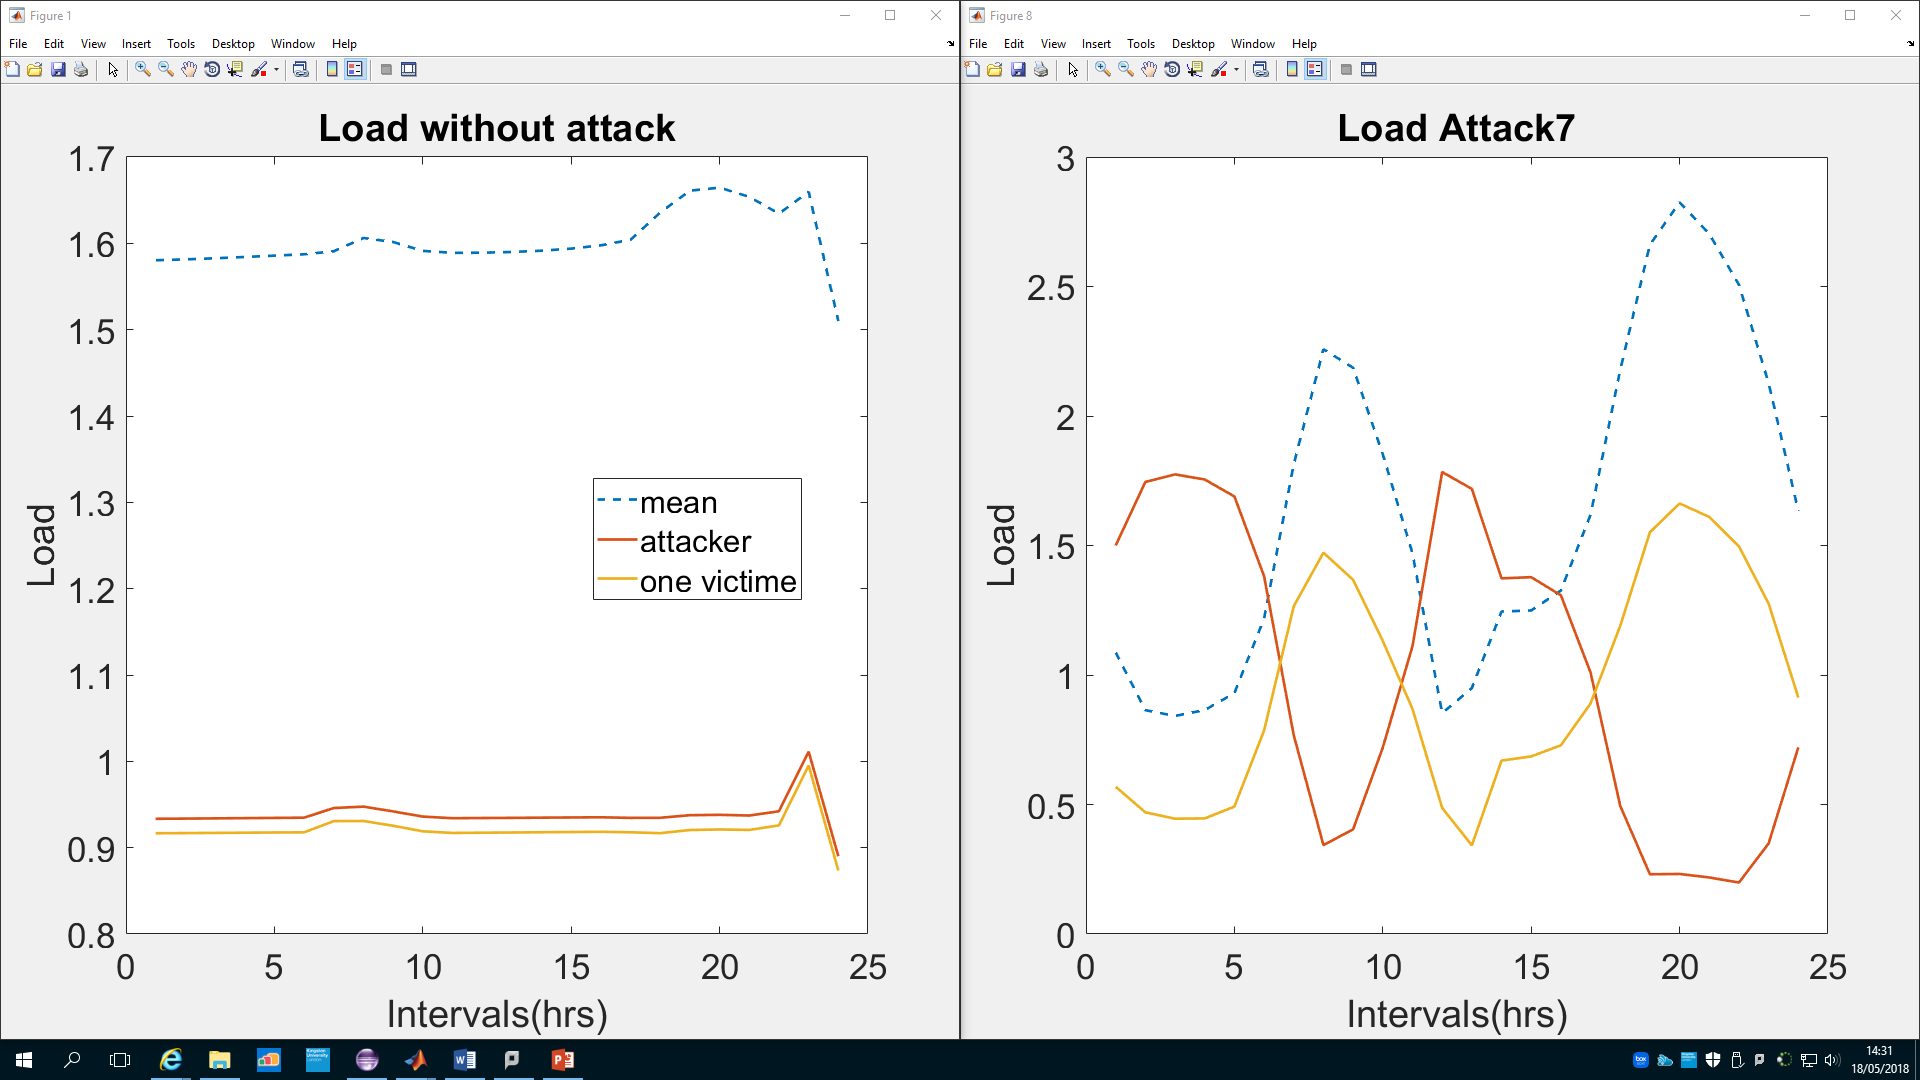 Figure 1
File Edit View Insert Tools Desktop Window Help
Load without attack
1.7
1.6
1.5
1.4
1.3
1.2
1.1
1
0.9
0.8
Load
mean
attacker
one victime
0 5 10 15 20 25
Intervals(hrs)
Figure 8
File Edit View Insert Tools Desktop Window Help
Load Attack7
3
2.5
2
1.5
1
0.5
0
Load
0 5 10 15 20 25
Intervals(hrs)
14:31
18/05/2018